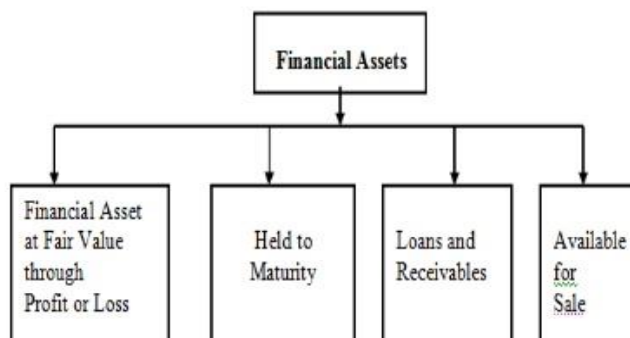 Financial Assets
Financial Asset
at Fair Value
through
Profit or Loss
Held to
Maturity
Loans and
Receivables
Available
for
Sale